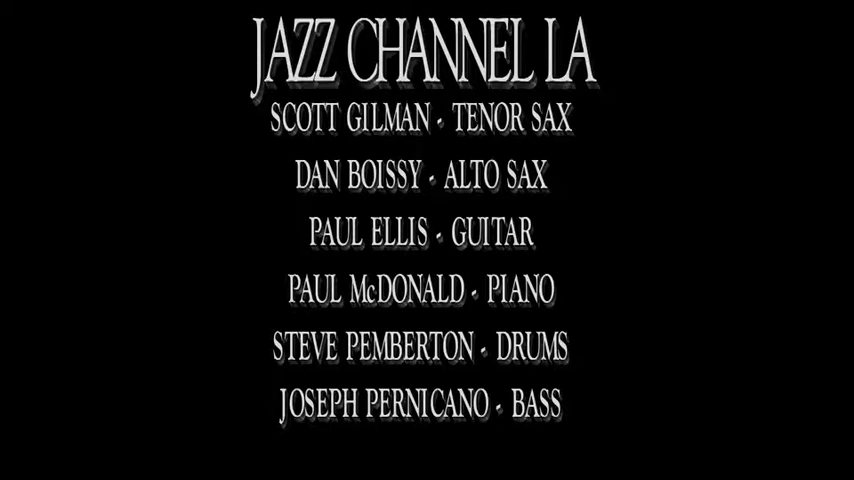 JAZZ CHANNEL LA
SCOTT GILMAN - TENOR SAX
DAN BOISSY - ALTO SAX
PAUL ELLIS - GUITAR
PAUL McDONALD - PIANO
STEVE PEMBERTON - DRUMS
JOSEPH PERNICANO - BASS